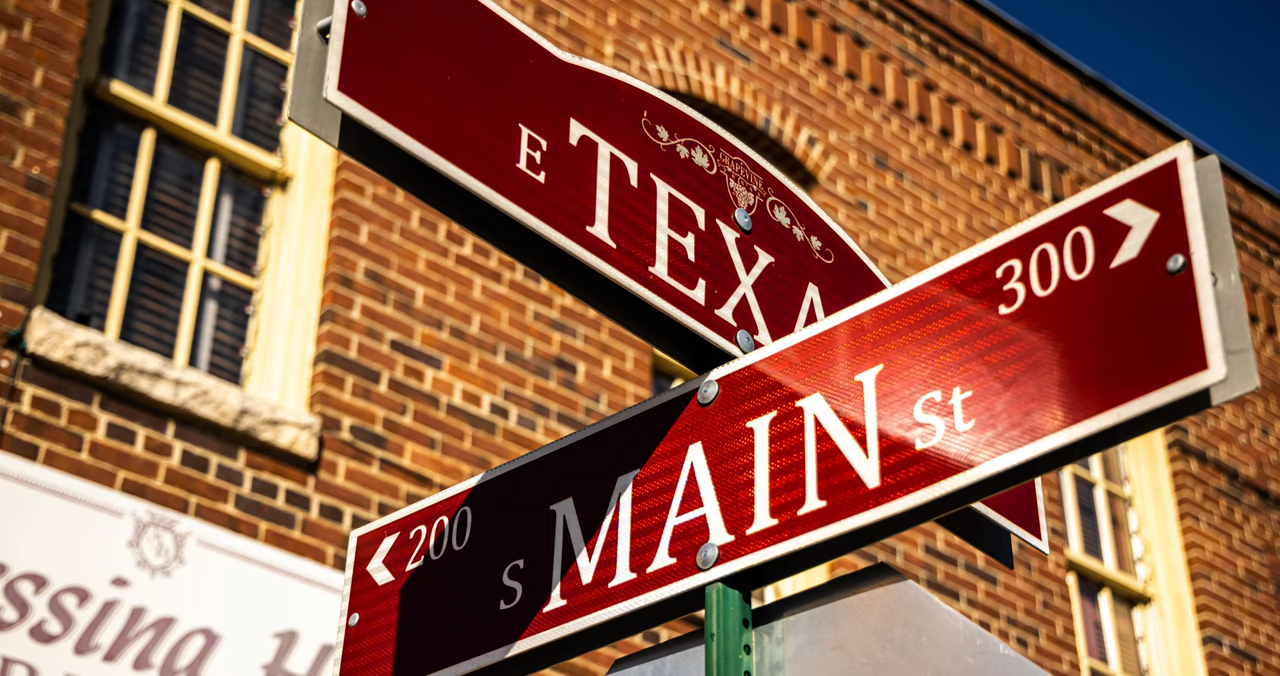 GRAPEVINE
E TEXA
300 >
S MAIN St
< 200
ssing H